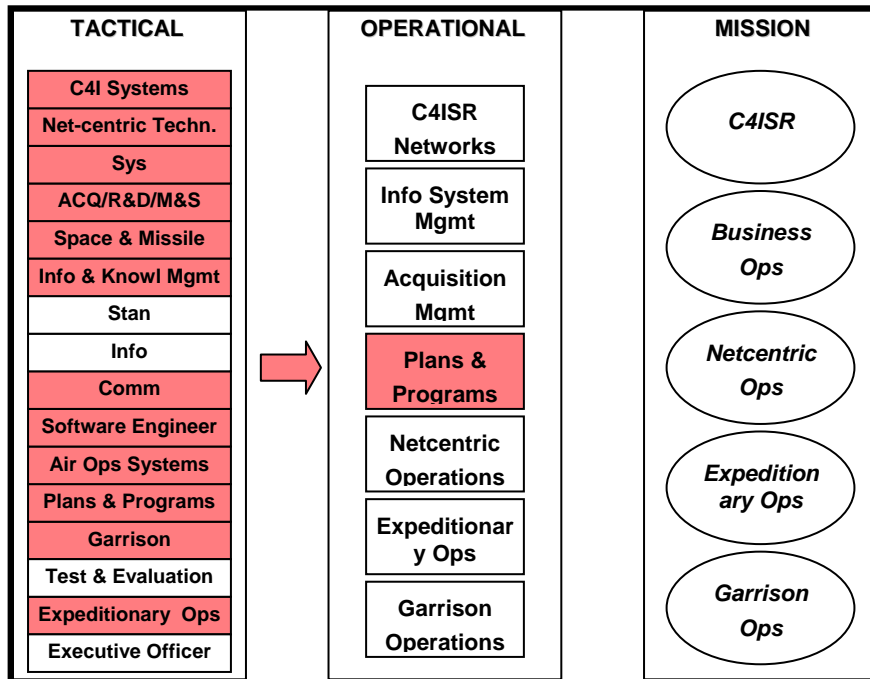 TACTICAL
C4I Systems
Net-centric Techn.
Sys
ACQ/R&D/M&S
Space & Missile
Info & Knowl Mgmt
Stan
Info
Comm
Software Engineer
Air Ops Systems
Plans & Programs
Garrison
Test & Evaluation
Expeditionary Ops
Executive Officer
OPERATIONAL
C4ISR
Networks
Info System
Mgmt
Acquisition
Mgmt
Plans &
Programs
Netcentric
Operations
Expeditionar
y Ops
Garrison
Operations
MISSION
C4ISR
Business
Ops
Netcentric
Ops
Expedition
ary Ops
Garrison
Ops